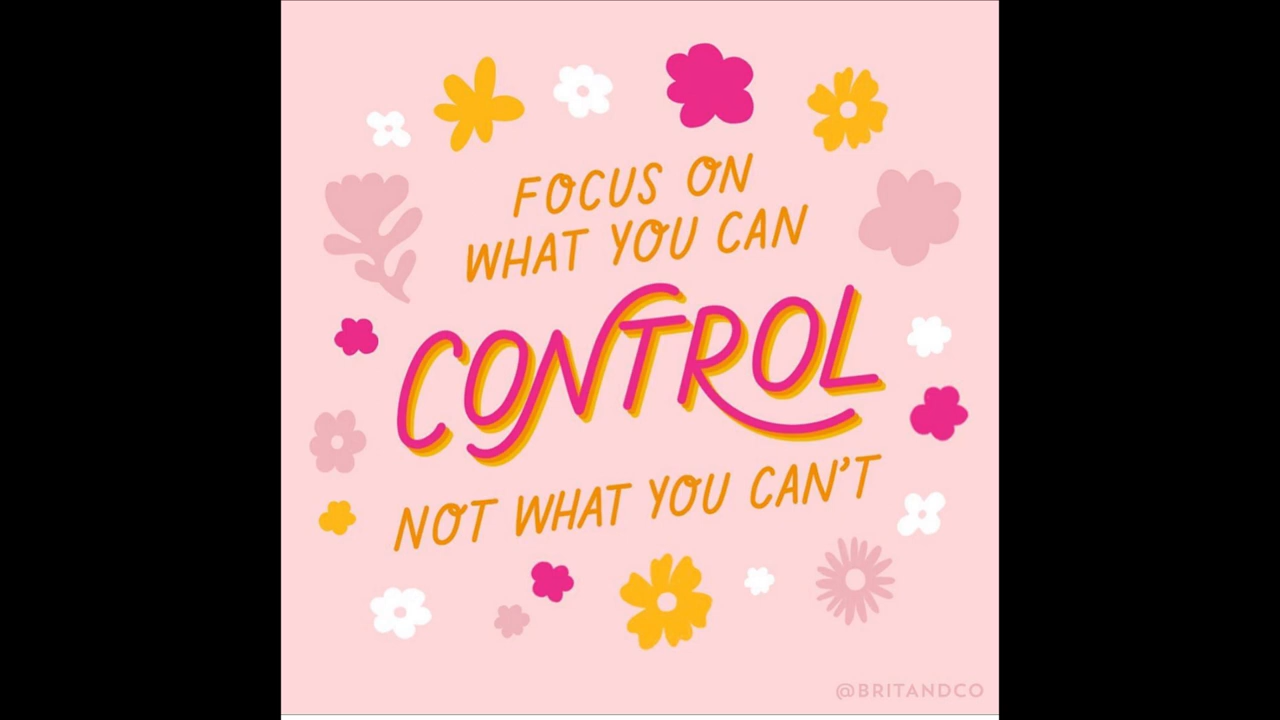 FOCUS ON
WHAT YOU CAN
CONTROL
NOT WHAT YOU CAN'T
@BRITANDCO